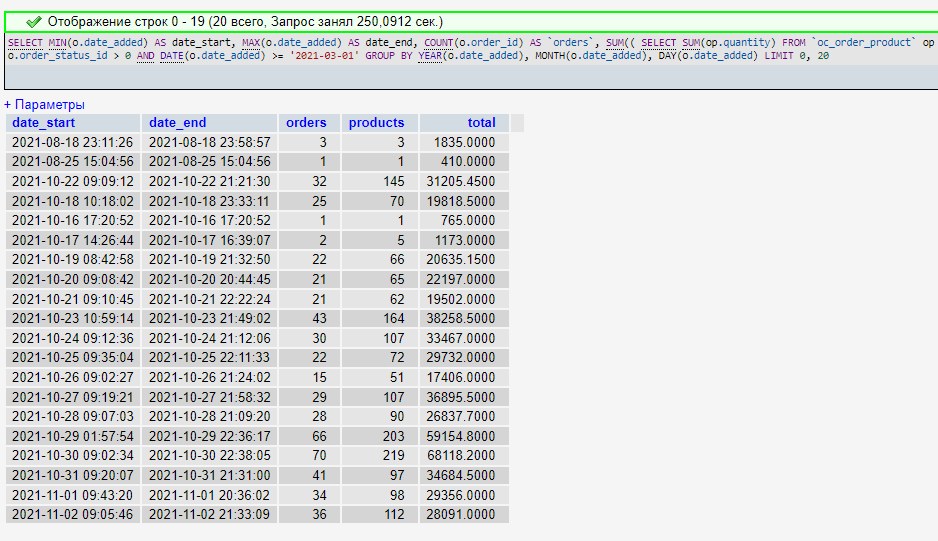 Отображение строк 0 - 19 (20 всего, Запрос занял 250,0912 сек.)
SELECT MIN(o.date_added) AS date_start, MAX(o.date_added) AS date_end, COUNT(o.order_id) AS `orders`, SUM(( SELECT SUM(op.quantity) FROM `oc_order_product` op
o.order_status_id > 0 AND DATE(o.date_added) >= '2021-03-01' GROUP BY YEAR(o.date_added), MONTH(o.date_added), DAY(o.date_added) LIMIT 0, 20
+ Параметры
date_start date_end orders products total
2021-08-18 23:11:26 2021-08-18 23:58:57 3 3 1835.0000
2021-08-25 15:04:56 2021-08-25 15:04:56 1 1 410.0000
2021-10-22 09:09:12 2021-10-22 21:21:30 32 145 31205.4500
2021-10-18 10:18:02 2021-10-18 23:33:11 25 70 19818.5000
2021-10-16 17:20:52 2021-10-16 17:20:52 1 1 765.0000
2021-10-17 14:26:44 2021-10-17 16:39:07 2 5 1173.0000
2021-10-19 08:42:58 2021-10-19 21:32:50 22 66 20635.1500
2021-10-20 09:08:42 2021-10-20 20:44:45 21 65 22197.0000
2021-10-21 09:10:45 2021-10-21 22:22:24 21 62 19502.0000
2021-10-23 10:59:14 2021-10-23 21:49:02 43 164 38258.5000
2021-10-24 09:12:36 2021-10-24 21:12:06 30 107 33467.0000
2021-10-25 09:35:04 2021-10-25 22:11:33 22 72 29732.0000
2021-10-26 09:02:27 2021-10-26 21:24:02 15 51 17406.0000
2021-10-27 09:19:21 2021-10-27 21:58:32 29 107 36895.5000
2021-10-28 09:07:03 2021-10-28 21:09:20 28 90 26837.7000
2021-10-29 01:57:54 2021-10-29 22:36:17 66 203 59154.8000
2021-10-30 09:02:34 2021-10-30 22:38:05 70 219 68118.2000
2021-10-31 09:20:07 2021-10-31 21:31:00 41 97 34684.5000
2021-11-01 09:43:20 2021-11-01 20:36:02 34 98 29356.0000
2021-11-02 09:05:46 2021-11-02 21:33:09 36 112 28091.0000